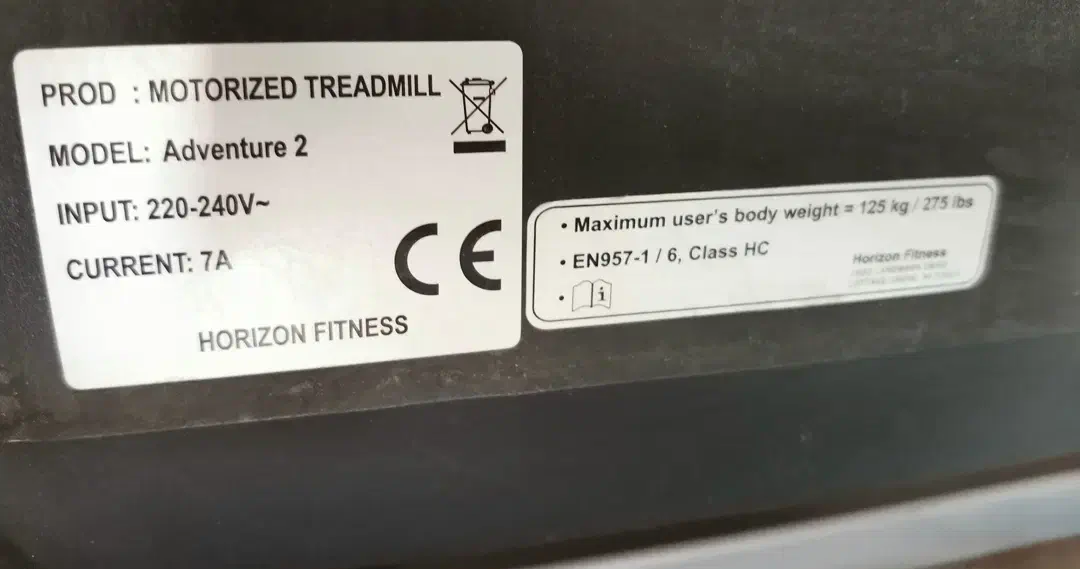 PROD : MOTORIZED TREADMILL
MODEL: Adventure 2
INPUT: 220-240V~
CURRENT: 7A
CE
HORIZON FITNESS
• Maximum user's body weight = 125 kg / 275 lbs
• EN957-1 / 6, Class HC
• i
Horizon Fitness